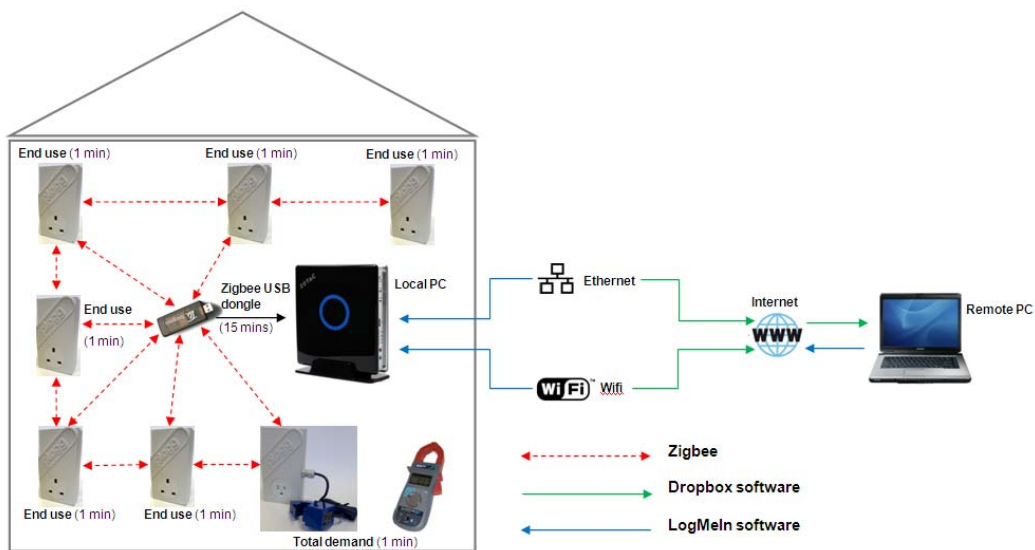 End use (1 min)
End use (1 min)
End use (1 min)
Zigbee USB
dongle
(15 mins)
Local PC
End use
(1 min)
Ethernet
Internet
WWW
Remote PC
WiFi™ Wifi
End use (1 min)
End use (1 min)
Total demand (1 min)
Zigbee
Dropbox software
LogMeIn software